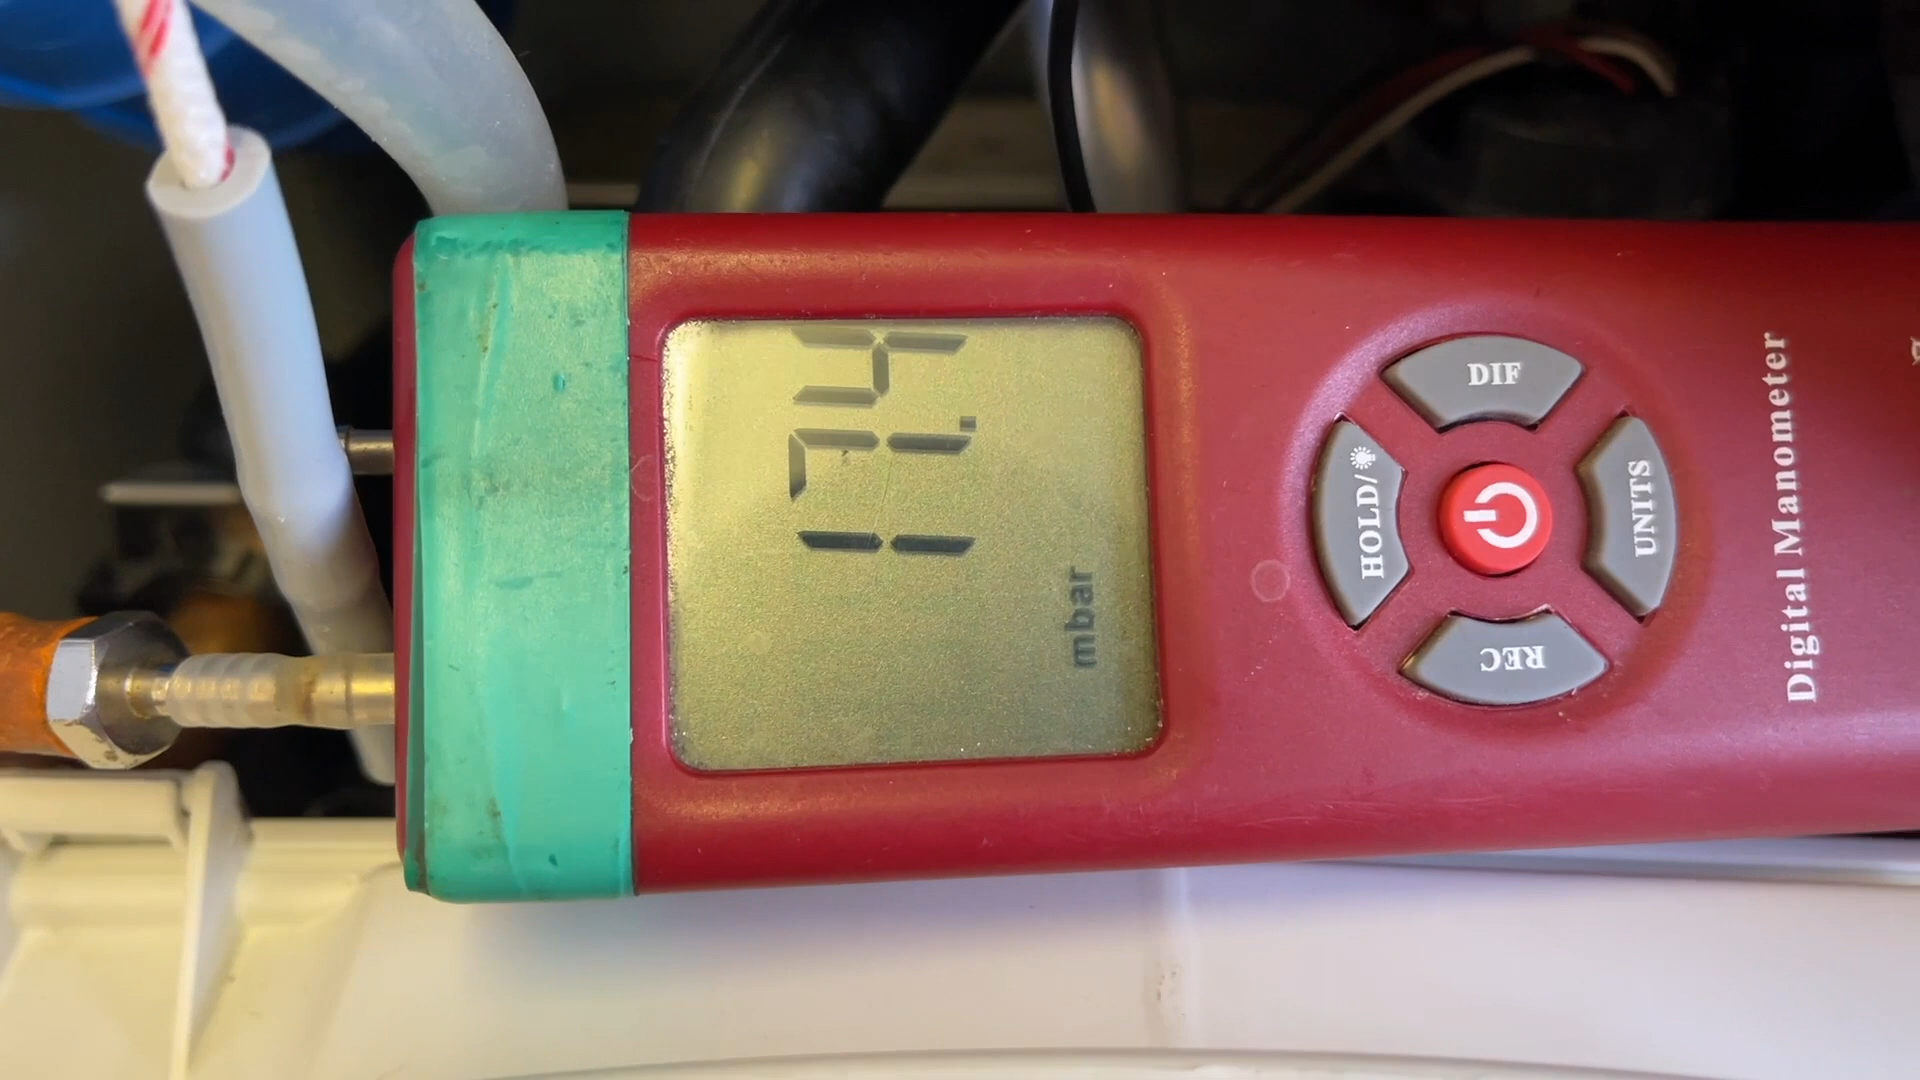 17.4
mbar
DIF
HOLD/
UNITS
REC
Digital Manometer